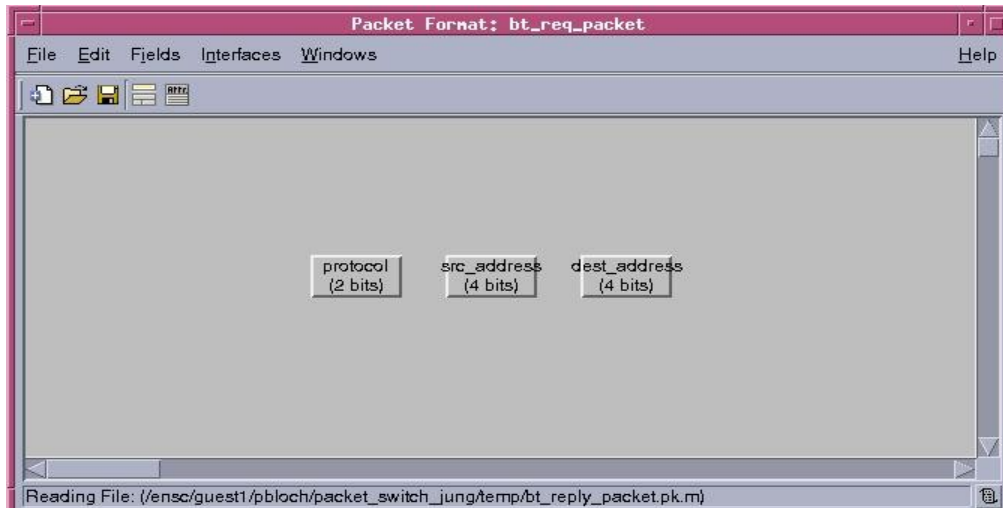 Packet Format: bt_req_packet
File Edit Fields Interfaces Windows Help
Attr
protocol src_address dest_address
(2 bits) (4 bits) (4 bits)
Reading File: (/ensc/guest1/pbloch/packet_switch_jung/temp/bt_reply_packet.pk.m)